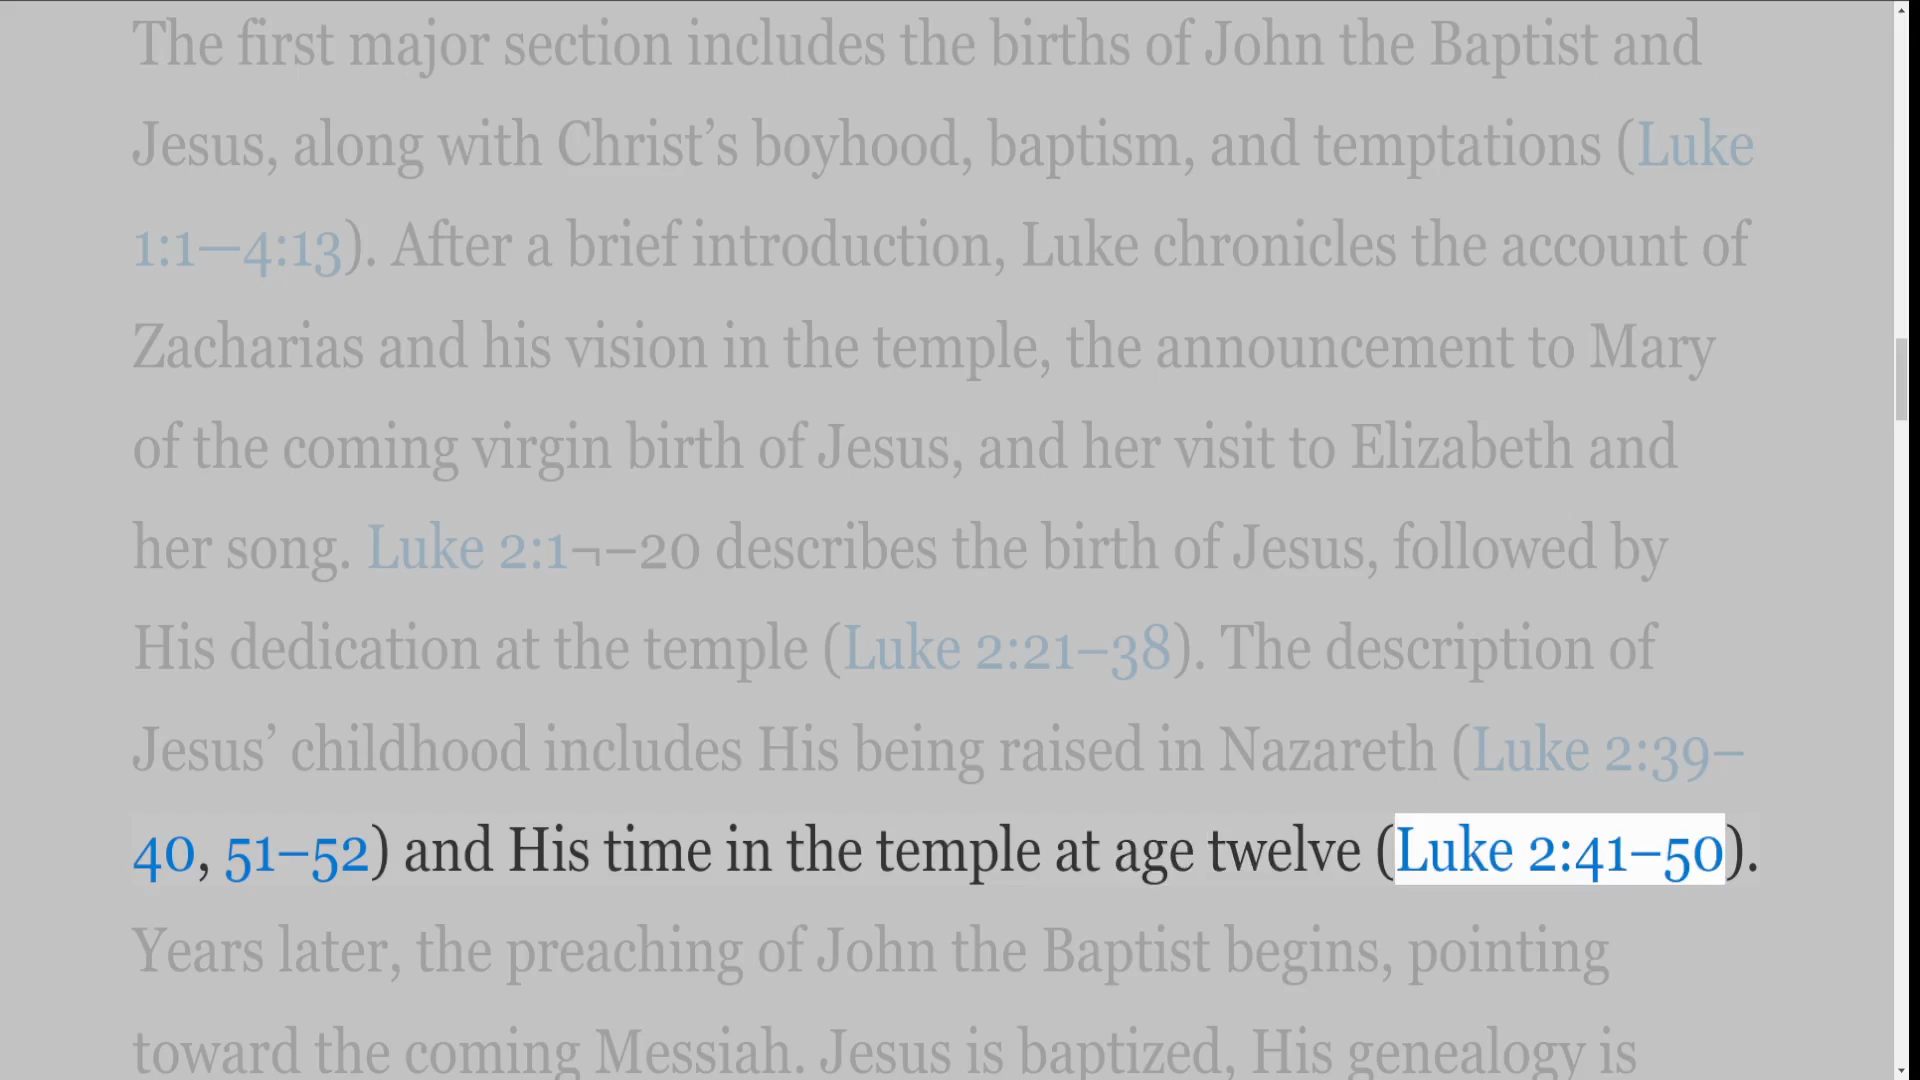 The first major section includes the births of John the Baptist and
Jesus, along with Christ’s boyhood, baptism, and temptations (Luke
1:1—4:13). After a brief introduction, Luke chronicles the account of
Zacharias and his vision in the temple, the announcement to Mary
of the coming virgin birth of Jesus, and her visit to Elizabeth and
her song. Luke 2:1¬–20 describes the birth of Jesus, followed by
His dedication at the temple (Luke 2:21–38). The description of
Jesus’ childhood includes His being raised in Nazareth (Luke 2:39–
40, 51–52) and His time in the temple at age twelve (Luke 2:41–50).
Years later, the preaching of John the Baptist begins, pointing
toward the coming Messiah. Jesus is baptized, His genealogy is